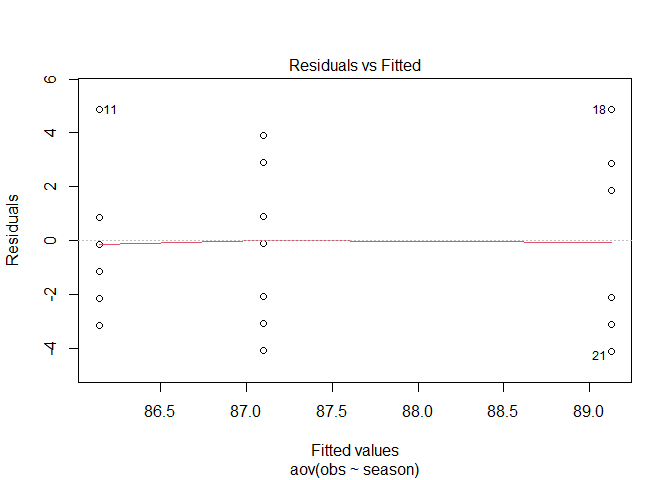 Residuals vs Fitted
6
4
2
0
-2
-4
Residuals
11
18
21
86.5 87.0 87.5 88.0 88.5 89.0
Fitted values
aov(obs ~ season)